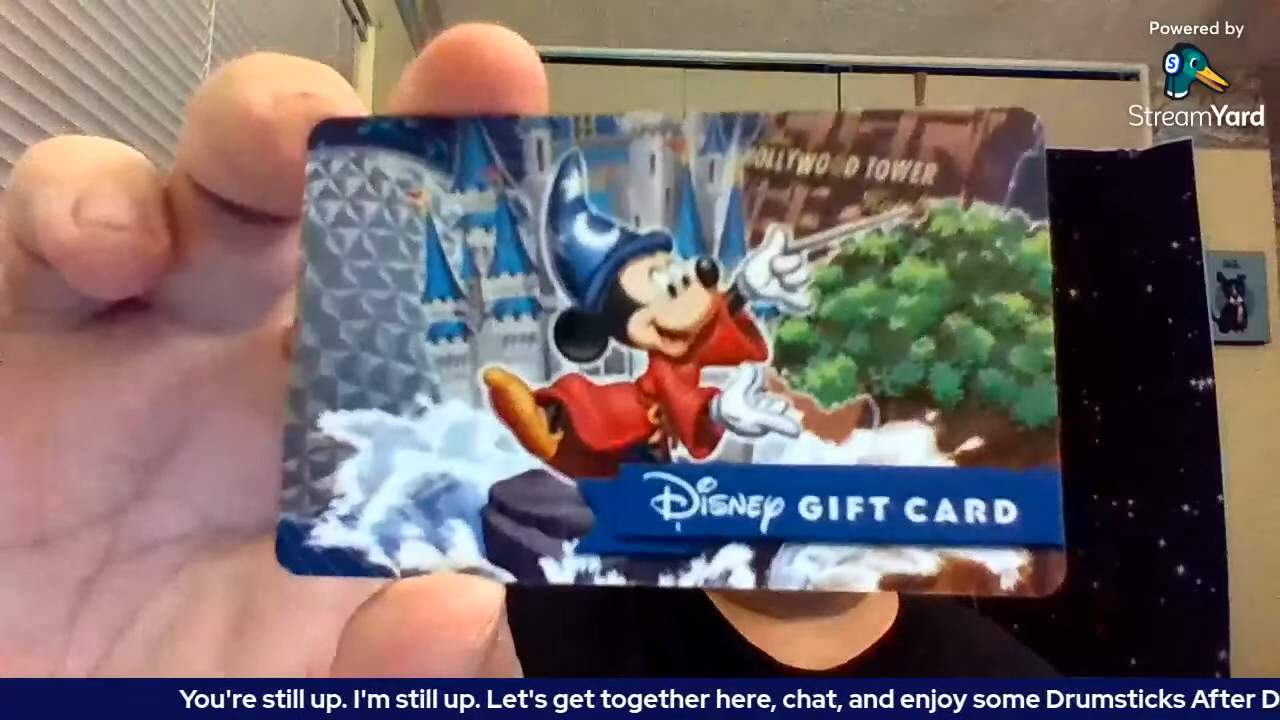 Powered by
S
StreamYard
HOLLYWOOD TOWER
Disney GIFT CARD
You're still up. I'm still up. Let's get together here, chat, and enjoy some Drumsticks After D